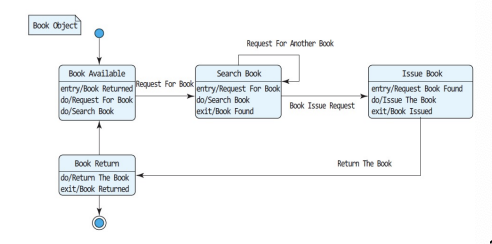 Book Object
Request For Another Book
Book Available
entry/Book Returned
do/Request For Book
do/Search Book
Request For Book
Search Book
entry/Request For Book
do/Search Book
exit/Book Found
Book Issue Request
Issue Book
entry/Request Book Found
do/Issue The Book
exit/Book Issued
Return The Book
Book Return
do/Return The Book
exit/Book Returned